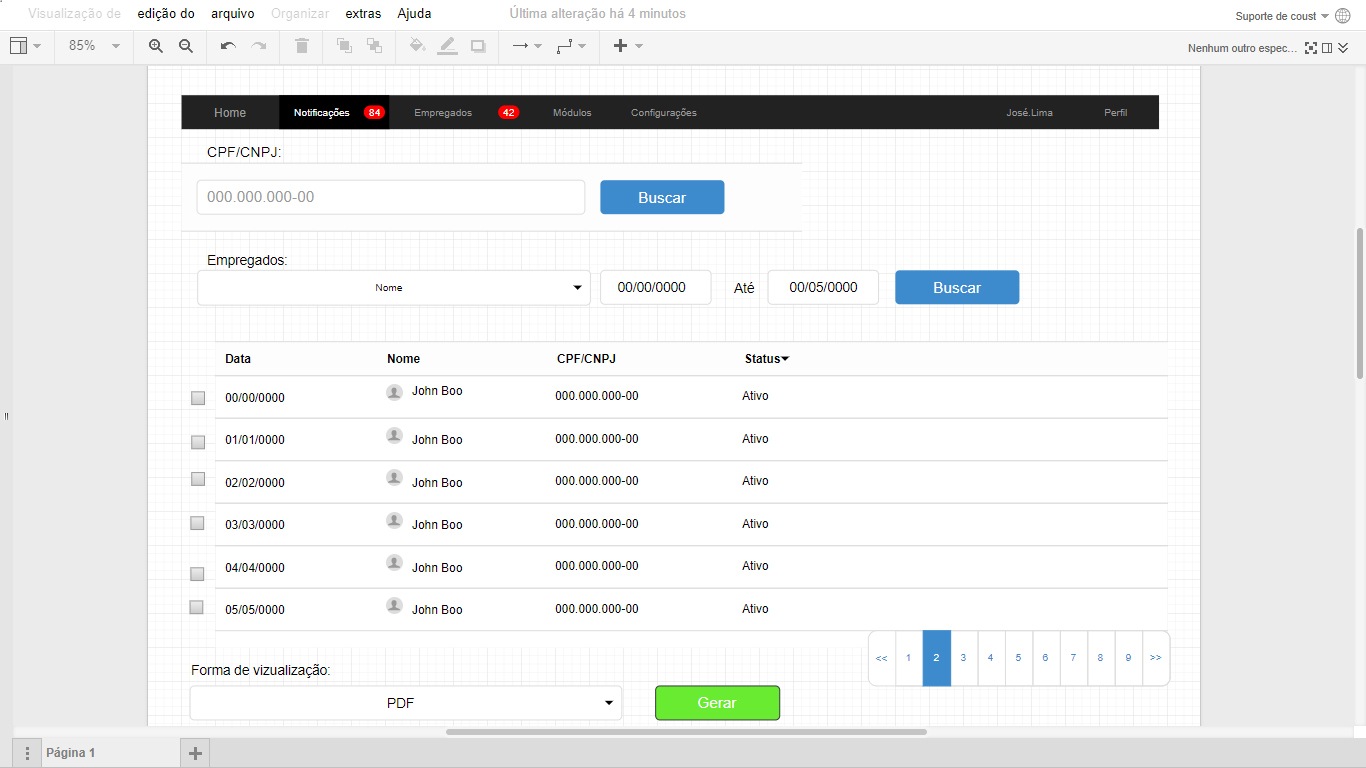 Visualização de edição do arquivo Organizar extras Ajuda Última alteração há 4 minutos Suporte de coust
85% Nenhum outro espec...
Home Notificações 84 Empregados 42 Módulos Configurações José.Lima Perfil
CPF/CNPJ:
000.000.000-00 Buscar
Empregados:
Nome 00/00/0000 Até 00/05/0000 Buscar
Data Nome CPF/CNPJ Status
00/00/0000 John Boo 000.000.000-00 Ativo
01/01/0000 John Boo 000.000.000-00 Ativo
02/02/0000 John Boo 000.000.000-00 Ativo
03/03/0000 John Boo 000.000.000-00 Ativo
04/04/0000 John Boo 000.000.000-00 Ativo
05/05/0000 John Boo 000.000.000-00 Ativo
<< 1 2 3 4 5 6 7 8 9 >>
Forma de vizualização:
PDF Gerar
Página 1